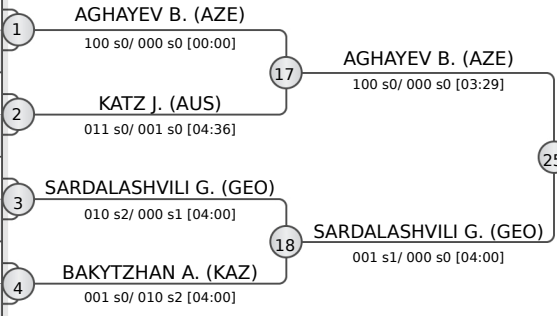 AGHAYEV B. (AZE)
1
100 s0/ 000 s0 [00:00]
17
AGHAYEV B. (AZE)
100 s0/ 000 s0 [03:29]
KATZ J. (AUS)
2
011 s0/ 001 s0 [04:36]
25
SARDALASHVILI G. (GEO)
3
010 s2/ 000 s1 [04:00]
18
SARDALASHVILI G. (GEO)
001 s1/ 000 s0 [04:00]
BAKYTZHAN A. (KAZ)
4
001 s0/ 010 s2 [04:00]